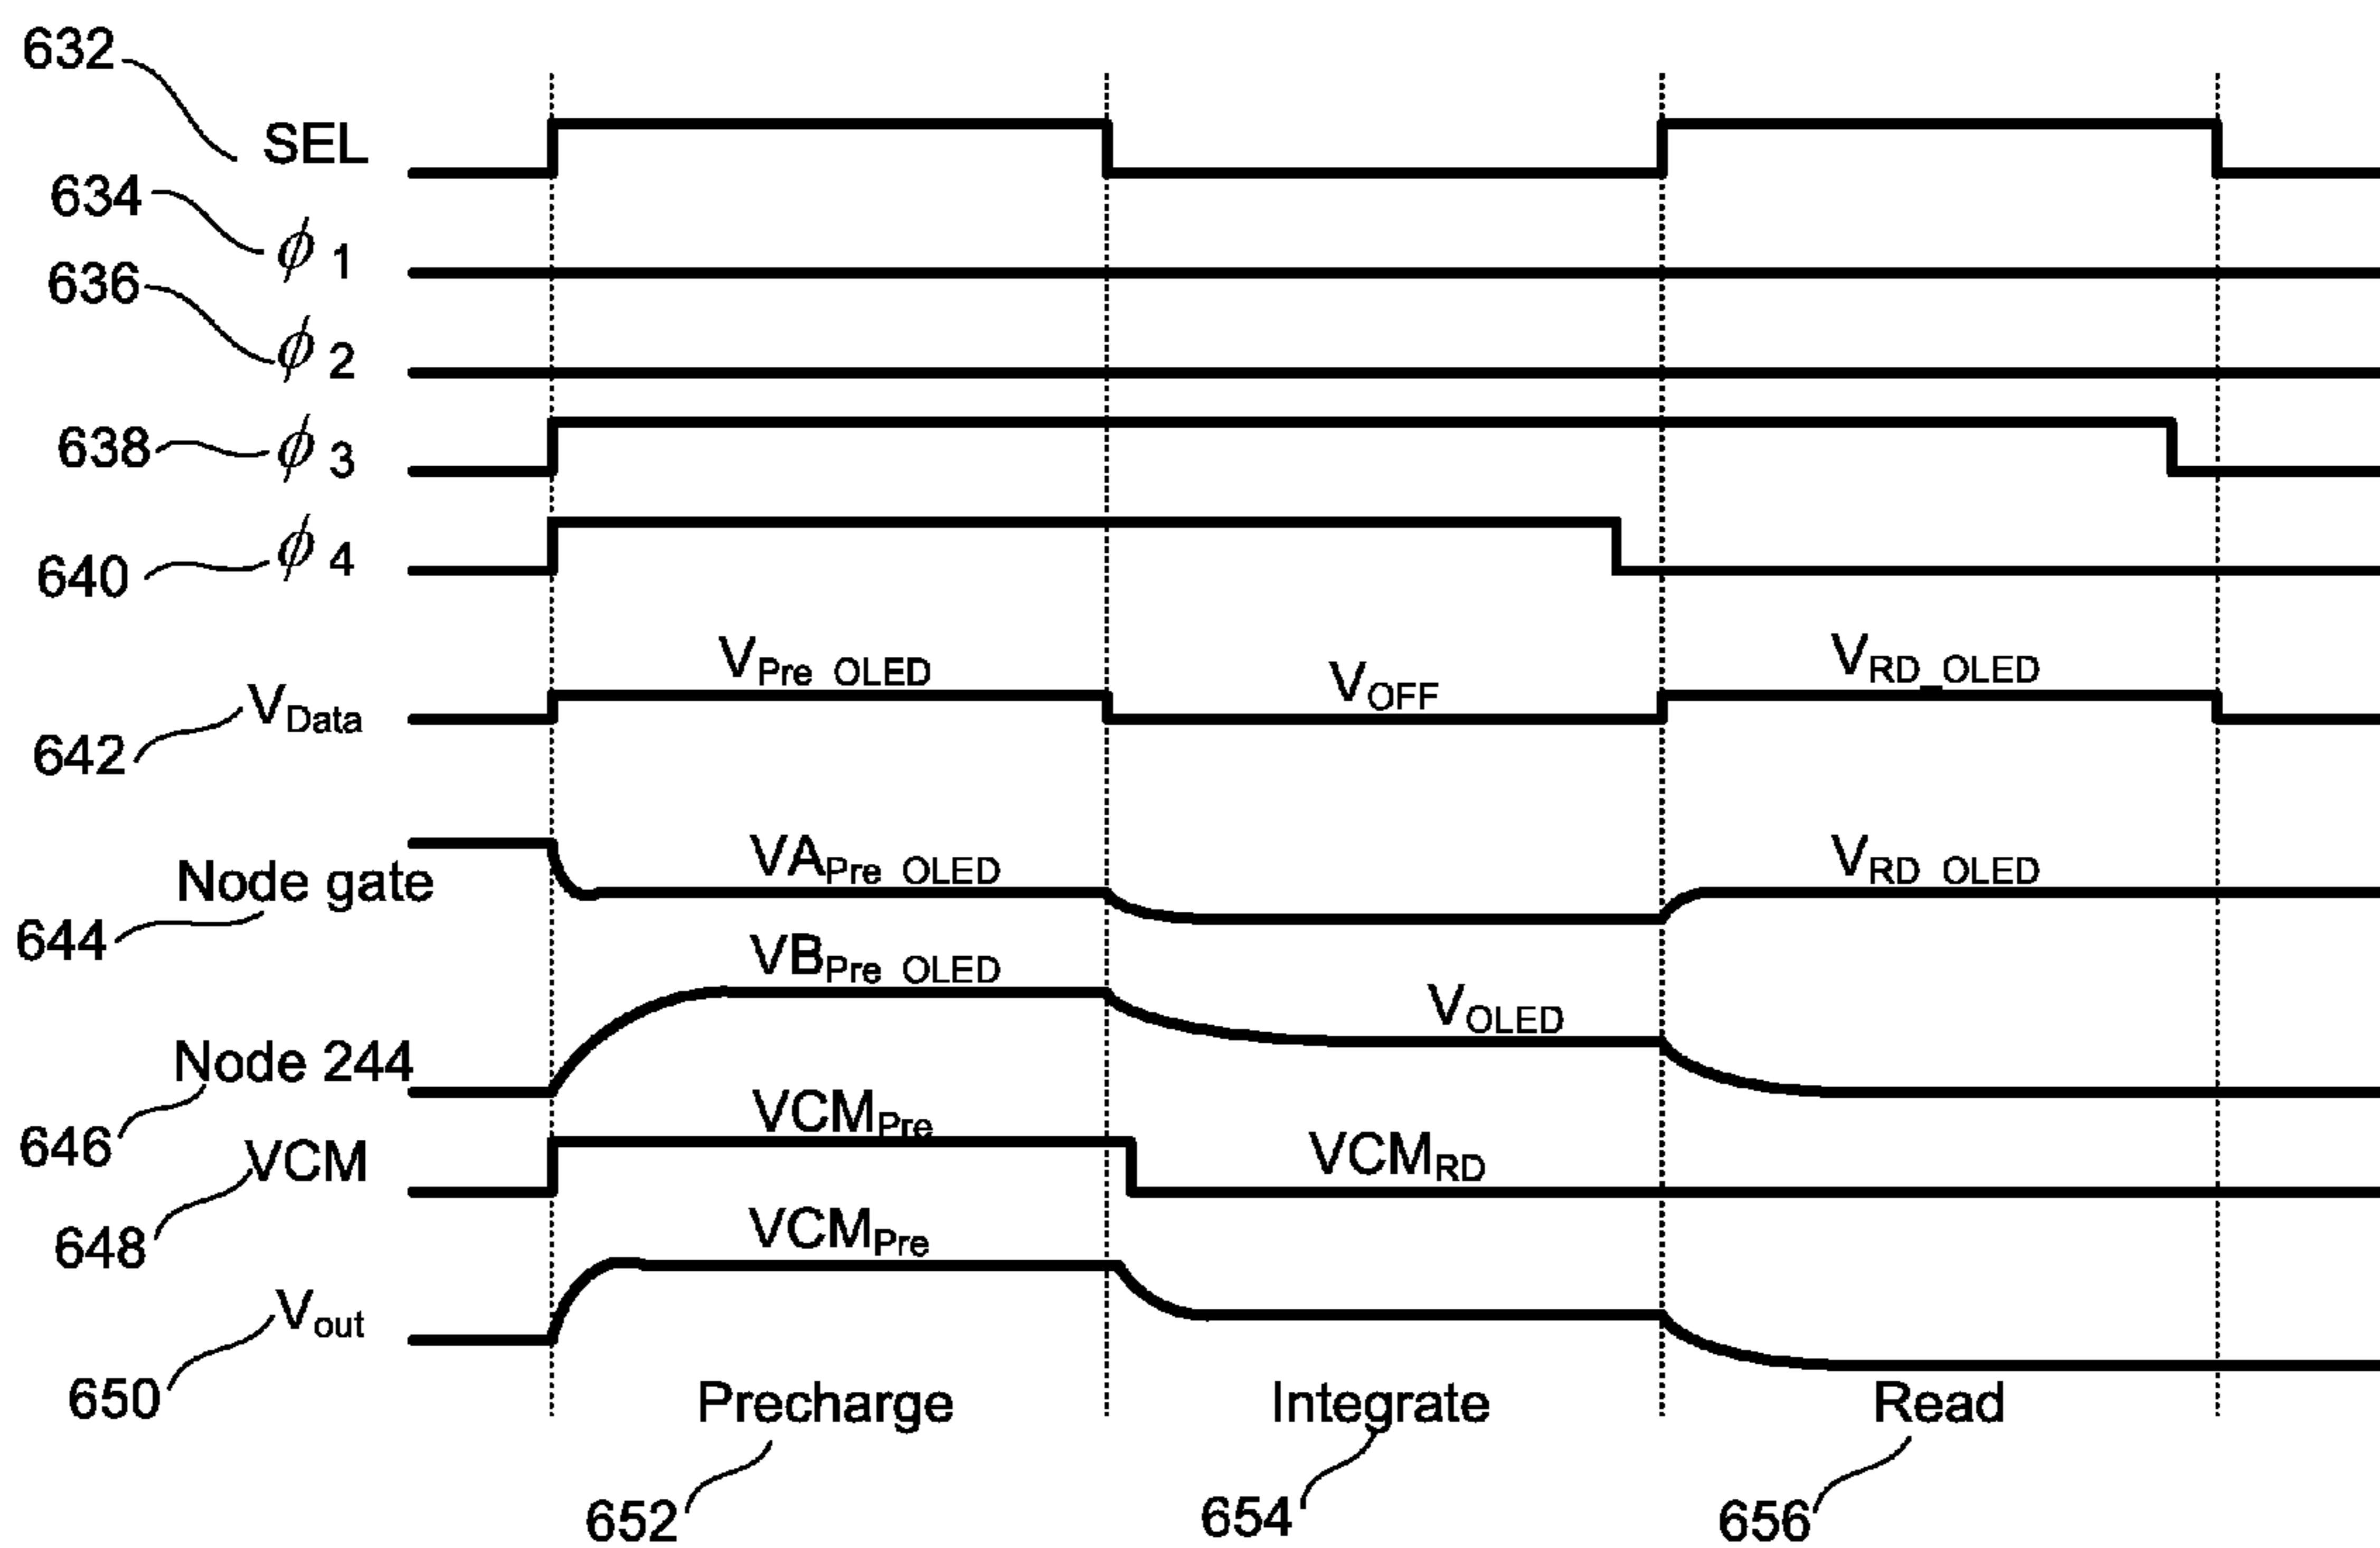 632
SEL
634
ϕ 1
636
ϕ 2
638
ϕ 3
640
ϕ 4
V_Pre_OLED
V_OFF
V_RD_OLED
V_Data
642
VA_Pre_OLED
V_RD_OLED
Node gate
644
VB_Pre_OLED
V_OLED
Node 244
646
VCM_Pre
VCM
VCM_RD
648
VCM_Pre
V_out
650
Precharge
Integrate
Read
652
654
656